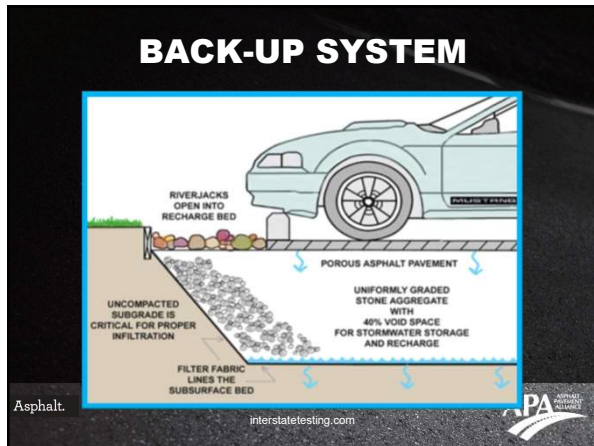 BACK-UP SYSTEM
RIVERJACKS
OPEN INTO
RECHARGE BED
MUSTANG
POROUS ASPHALT PAVEMENT
UNCOMPACTED
SUBGRADE IS
CRITICAL FOR PROPER
INFILTRATION
UNIFORMLY GRADED
STONE AGGREGATE
WITH
40% VOID SPACE
FOR STORMWATER STORAGE
AND RECHARGE
FILTER FABRIC
LINES THE
SUBSURFACE BED
Asphalt.
interstatetesting.com
APA
ASPHALT
PAVEMENT
ALLIANCE